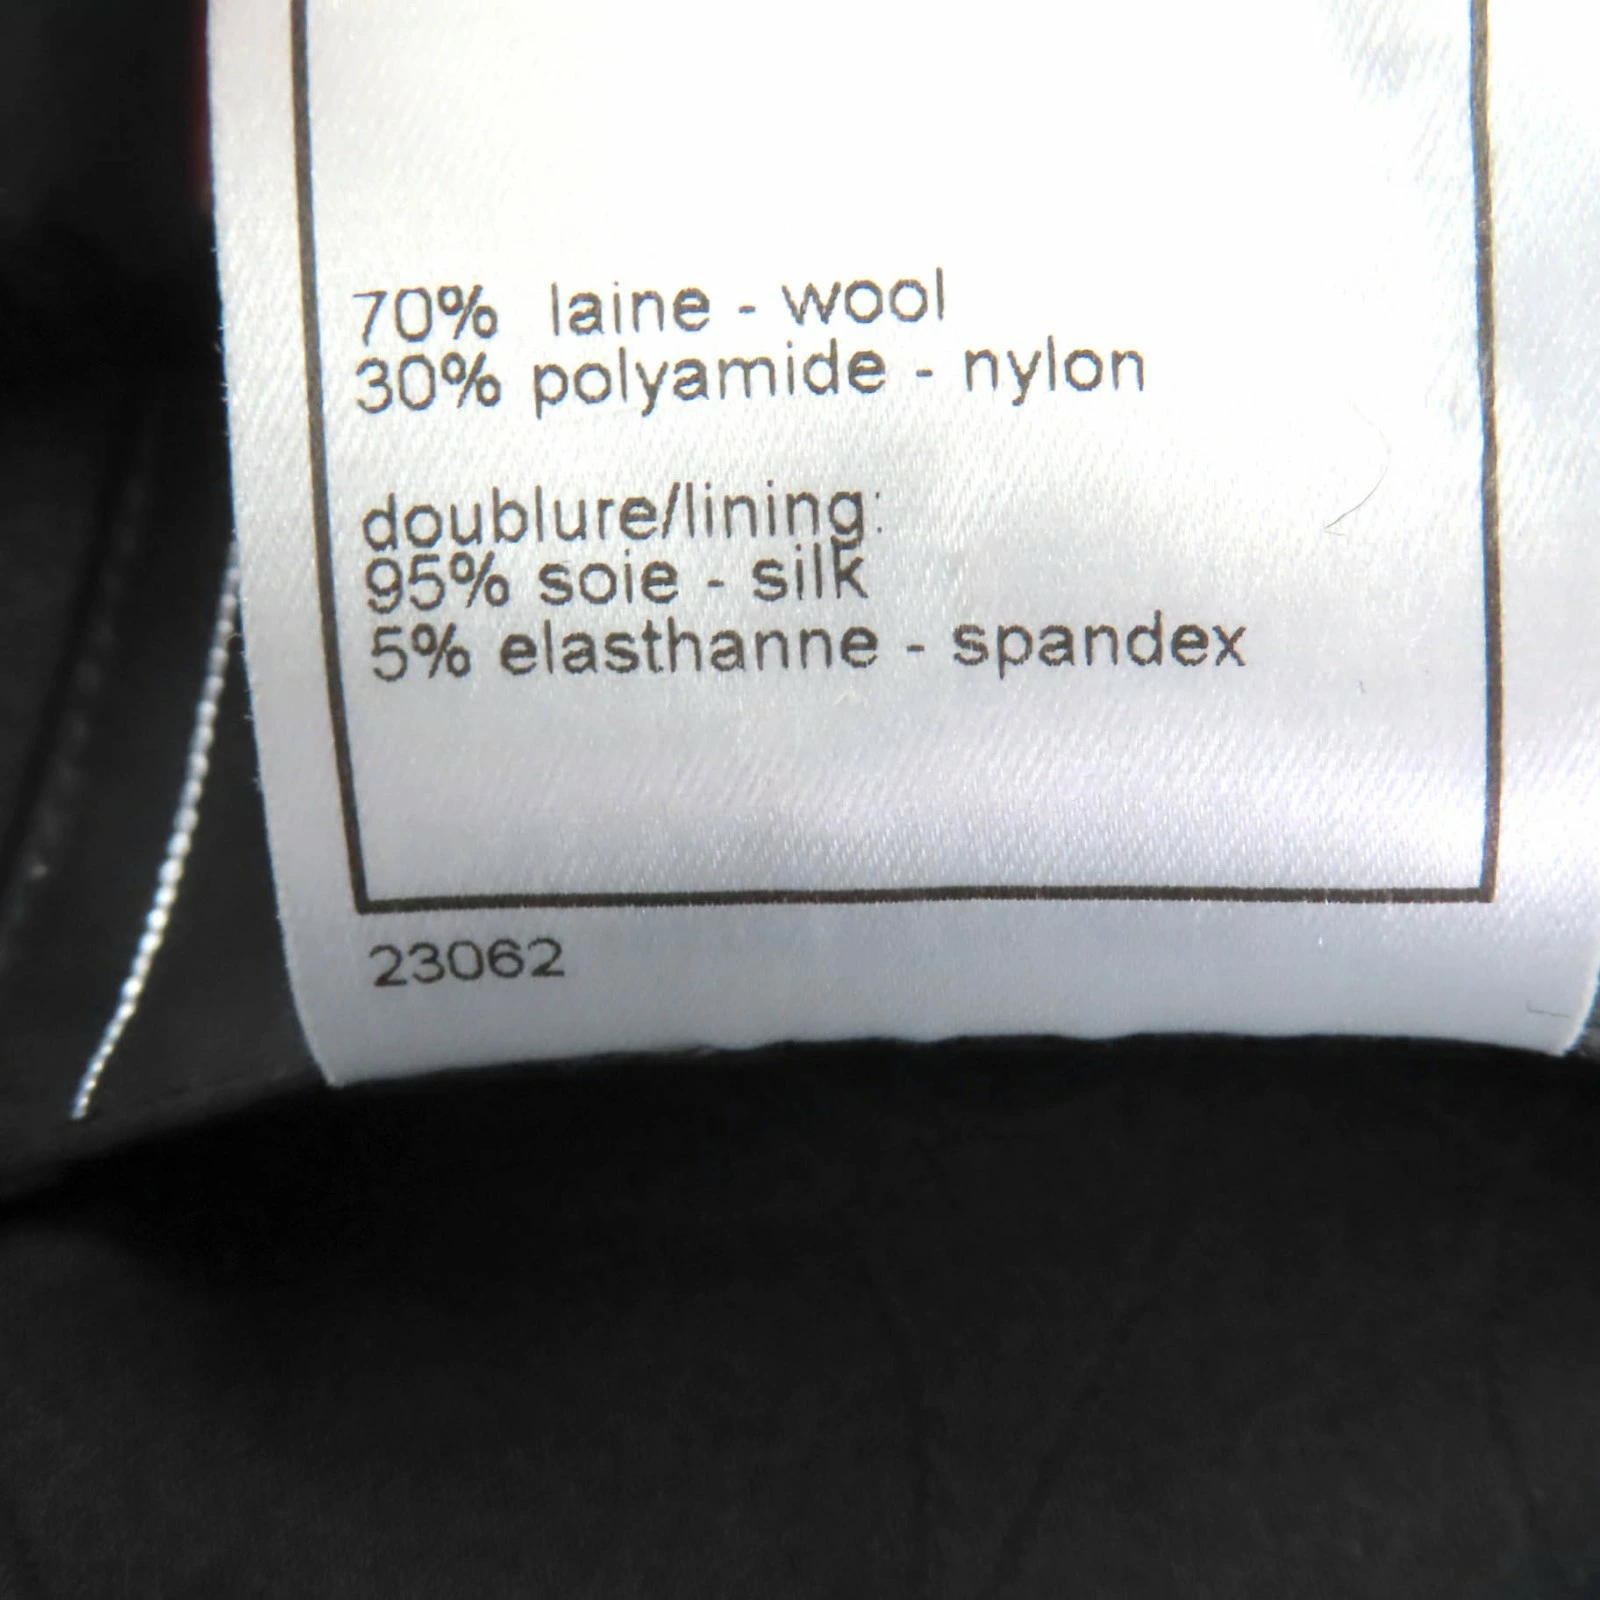 70% laine - wool
30% polyamide - nylon
doublure/lining:
95% soie - silk
5% elasthanne - spandex
23062